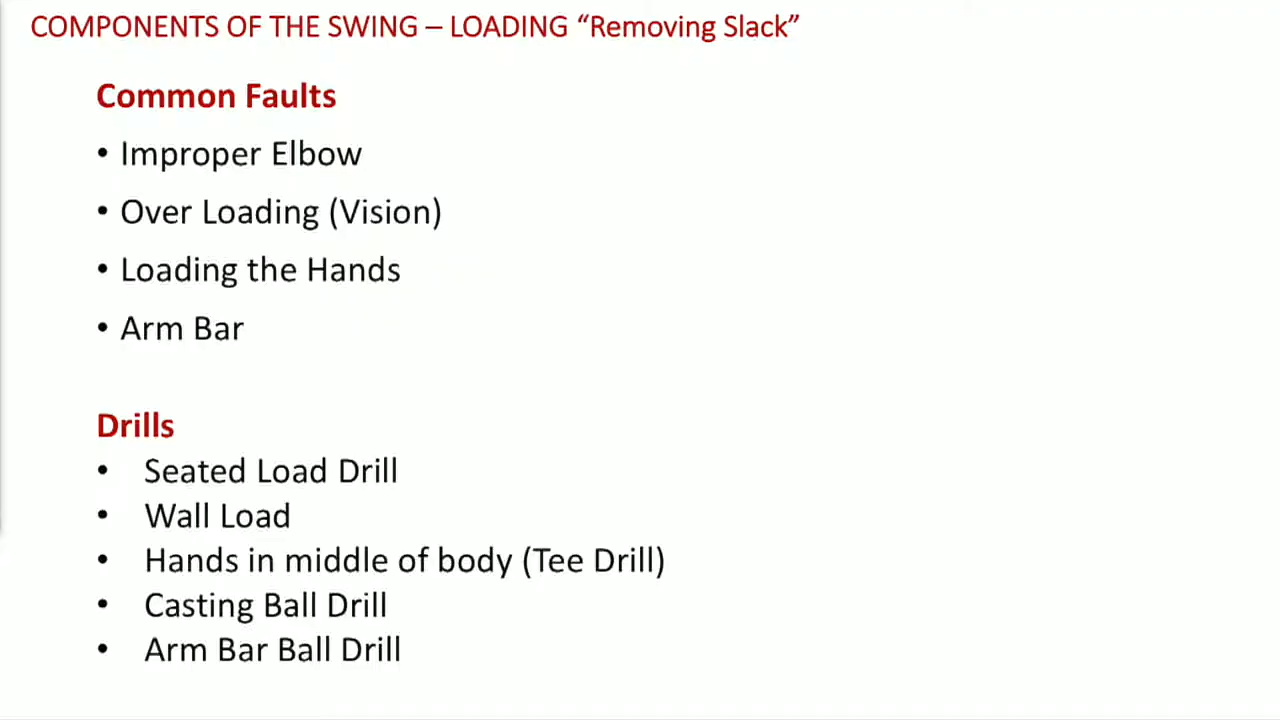 COMPONENTS OF THE SWING – LOADING “Removing Slack”
Common Faults
• Improper Elbow
• Over Loading (Vision)
• Loading the Hands
• Arm Bar
Drills
• Seated Load Drill
• Wall Load
• Hands in middle of body (Tee Drill)
• Casting Ball Drill
• Arm Bar Ball Drill